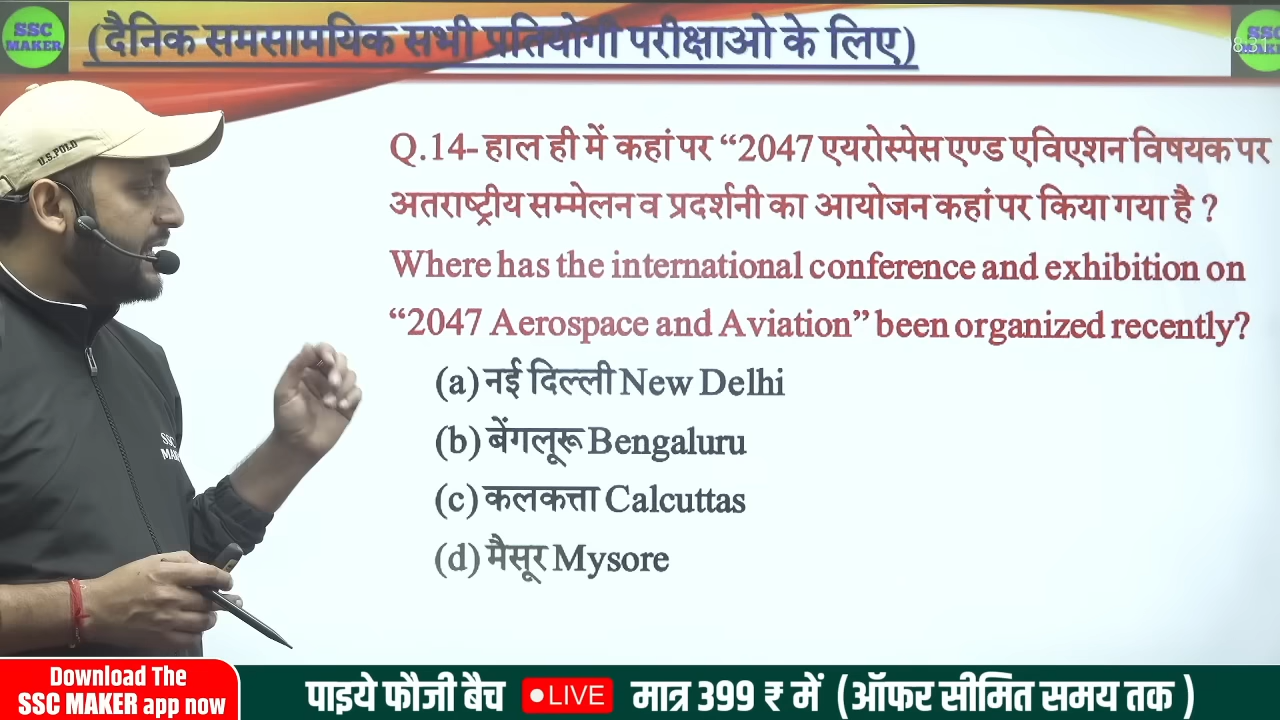 SSC
MAKER
(दैनिक समसामयिक सभी प्रतियोगी परीक्षाओ के लिए)
8:31
Q.14- हाल ही में कहां पर “2047 एयरोस्पेस एण्ड एविएशन विषयक पर
अतराष्ट्रीय सम्मेलन व प्रदर्शनी का आयोजन कहां पर किया गया है ?
Where has the international conference and exhibition on
“2047 Aerospace and Aviation” been organized recently?
(a) नई दिल्ली New Delhi
(b) बेंगलूरू Bengaluru
(c) कलकत्ता Calcuttas
(d) मैसूर Mysore
U.S. POLO
SSC
Download The
SSC MAKER app now
पाइये फौजी बैच LIVE मात्र 399 ₹ में (ऑफर सीमित समय तक )